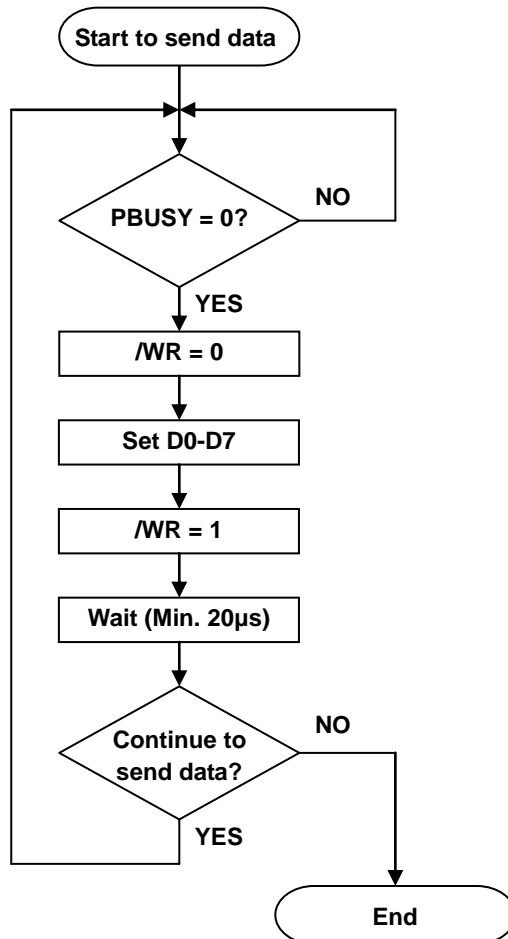 Start to send data
PBUSY = 0?
NO
YES
/WR = 0
Set D0-D7
/WR = 1
Wait (Min. 20µs)
Continue to
send data?
NO
YES
End